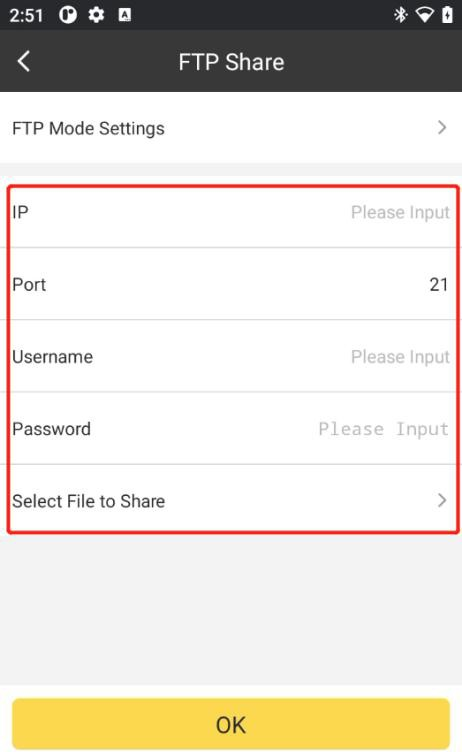 2:51
FTP Share
FTP Mode Settings
IP Please Input
Port 21
Username Please Input
Password Please Input
Select File to Share
OK